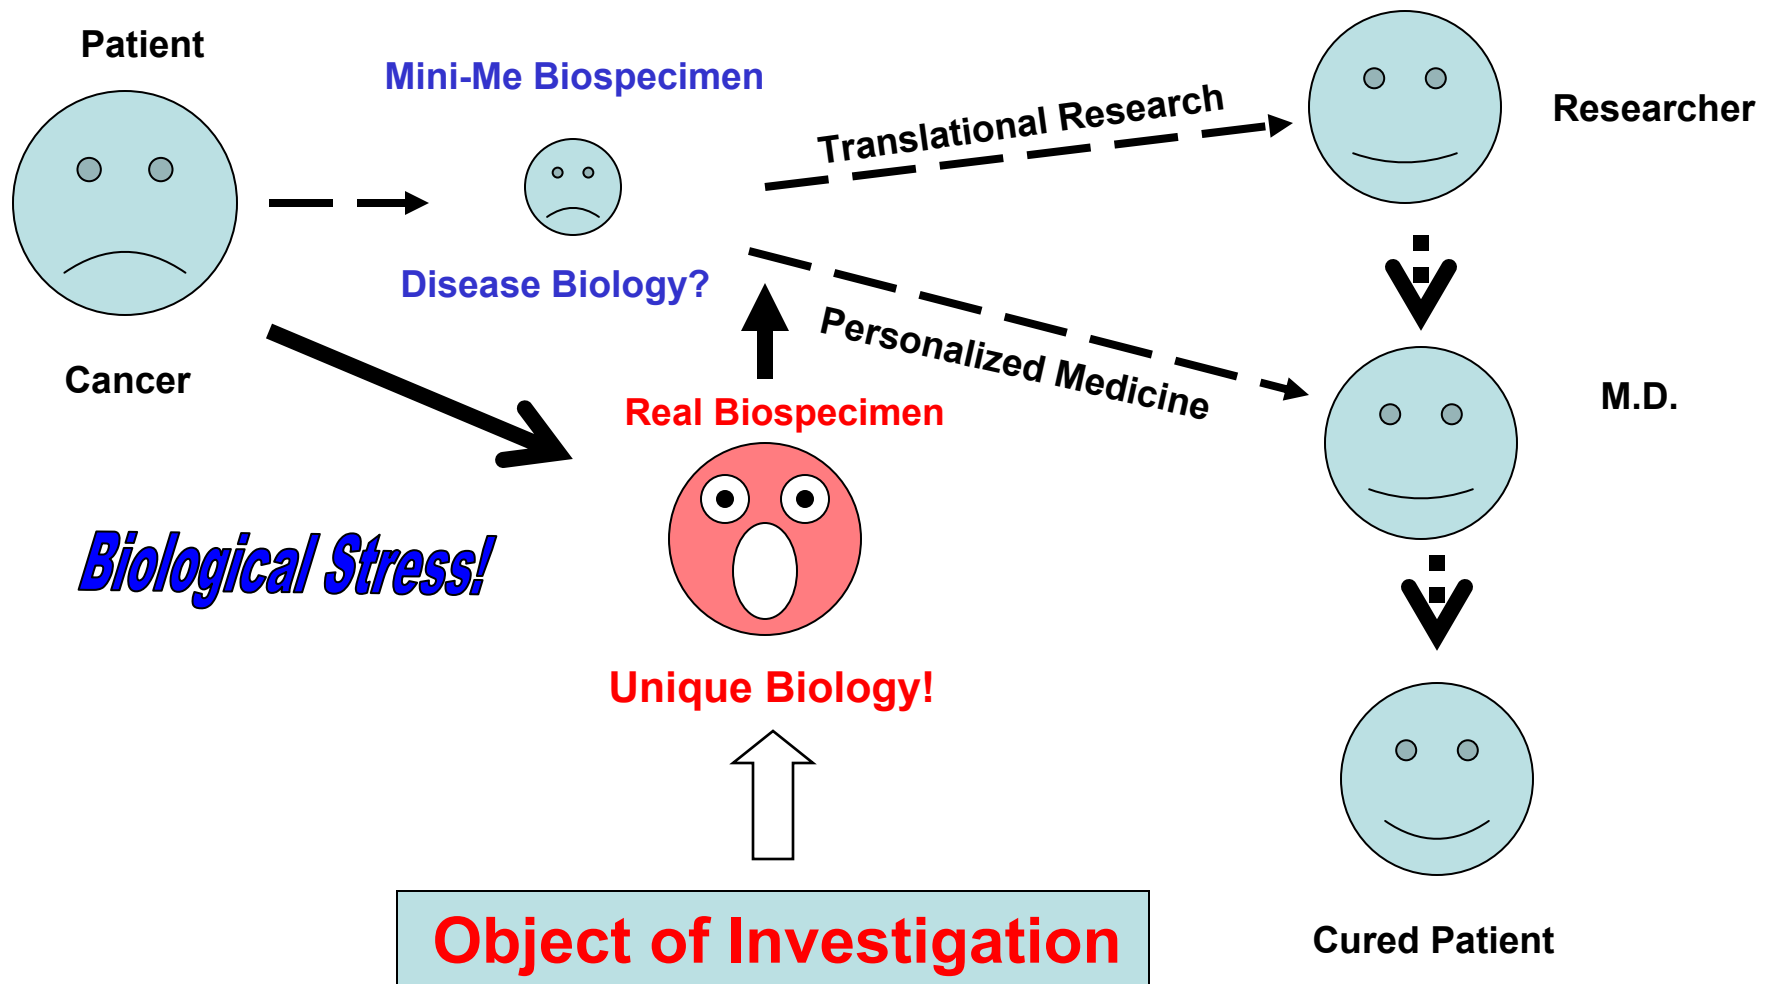 Patient
Mini-Me Biospecimen
Translational Research
Researcher
Disease Biology?
Personalized Medicine
Cancer
Real Biospecimen
M.D.
Biological Stress!
Unique Biology!
Object of Investigation
Cured Patient